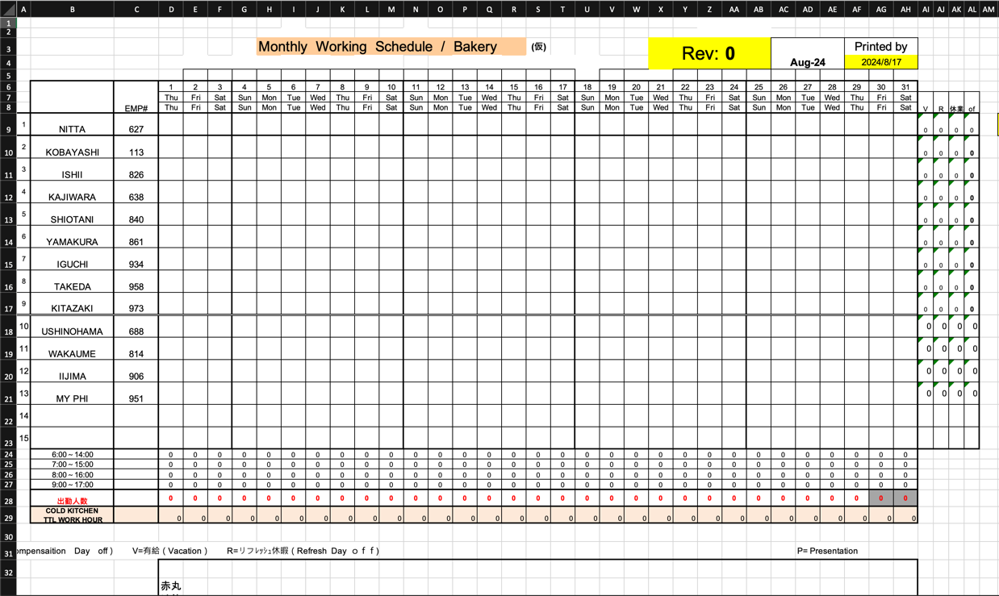 A B C D E F G H I J K L M N O P Q R S T U V W X Y Z AA AB AC AD AE AF AG AH AI AJ AK AL AM
1
2
3 Monthly Working Schedule / Bakery (仮) Rev: 0 Printed by
4 Aug-24 2024/8/17
5
6 1 2 3 4 5 6 7 8 9 10 11 12 13 14 15 16 17 18 19 20 21 22 23 24 25 26 27 28 29 30 31
7 Thu Fri Sat Sun Mon Tue Wed Thu Fri Sat Sun Mon Tue Wed Thu Fri Sat Sun Mon Tue Wed Thu Fri Sat Sun Mon Tue Wed Thu Fri Sat
8 EMP# Thu Fri Sat Sun Mon Tue Wed Thu Fri Sat Sun Mon Tue Wed Thu Fri Sat Sun Mon Tue Wed Thu Fri Sat Sun Mon Tue Wed Thu Fri Sat V R 休業 of
9 1 NITTA 627 0 0 0 0
10 2 KOBAYASHI 113 0 0 0 0
11 3 ISHII 826 0 0 0 0
12 4 KAJIWARA 638 0 0 0 0
13 5 SHIOTANI 840 0 0 0 0
14 6 YAMAKURA 861 0 0 0 0
15 7 IGUCHI 934 0 0 0 0
16 8 TAKEDA 958 0 0 0 0
17 9 KITAZAKI 973 0 0 0 0
18 10 USHINOHAMA 688 0 0 0 0
19 11 WAKAUME 814 0 0 0 0
20 12 IIJIMA 906 0 0 0 0
21 13 MY PHI 951 0 0 0 0
22 14
23 15
24 6:00～14:00 0 0 0 0 0 0 0 0 0 0 0 0 0 0 0 0 0 0 0 0 0 0 0 0 0 0 0 0 0 0 0
25 7:00～15:00 0 0 0 0 0 0 0 0 0 0 0 0 0 0 0 0 0 0 0 0 0 0 0 0 0 0 0 0 0 0 0
26 8:00～16:00 0 0 0 0 0 0 0 0 0 0 0 0 0 0 0 0 0 0 0 0 0 0 0 0 0 0 0 0 0 0 0
27 9:00～17:00 0 0 0 0 0 0 0 0 0 0 0 0 0 0 0 0 0 0 0 0 0 0 0 0 0 0 0 0 0 0 0
28 出勤人数 0 0 0 0 0 0 0 0 0 0 0 0 0 0 0 0 0 0 0 0 0 0 0 0 0 0 0 0 0 0 0
COLD KITCHEN
29 TTL WORK HOUR 0 0 0 0 0 0 0 0 0 0 0 0 0 0 0 0 0 0 0 0 0 0 0 0 0 0 0 0 0 0 0
30
31 ompensaition Day off) V=有給 ( Vacation ) R=ﾘﾌﾚｯｼｭ休暇 ( Refresh Day ｏｆｆ) P= Presentation
32
赤丸